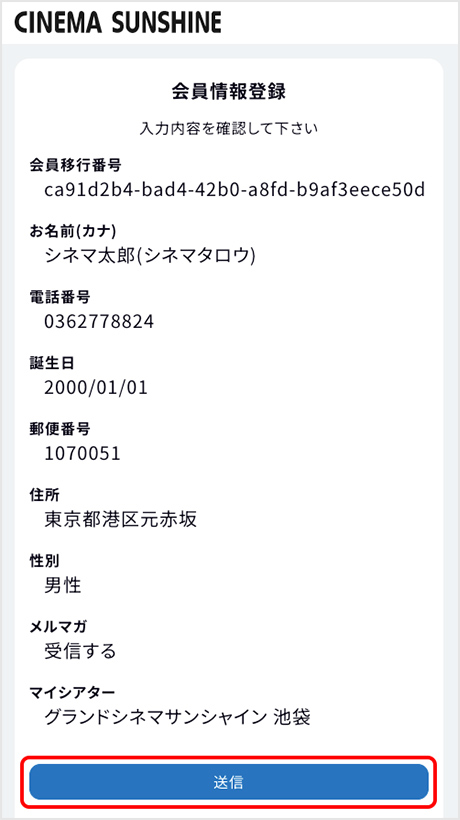 CINEMA SUNSHINE
会員情報登録
入力内容を確認して下さい
会員移行番号
ca91d2b4-bad4-42b0-a8fd-b9af3eece50d
お名前(カナ)
シネマ太郎(シネマタロウ)
電話番号
0362778824
誕生日
2000/01/01
郵便番号
1070051
住所
東京都港区元赤坂
性別
男性
メルマガ
受信する
マイシアター
グランドシネマサンシャイン 池袋
送信